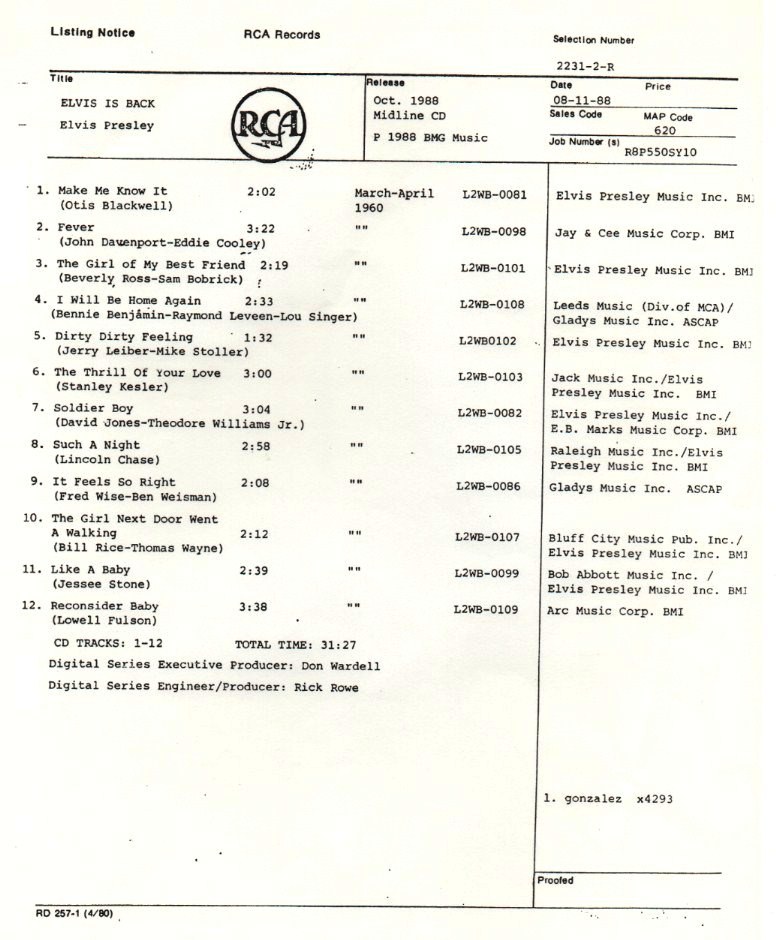 Listing Notice RCA Records Selection Number
2231-2-R
Title Release Date Price
ELVIS IS BACK Oct. 1988 08-11-88
Elvis Presley Midline CD Sales Code MAP Code
RCA 620
P 1988 BMG Music Job Number (s)
R8P550SY10
1. Make Me Know It 2:02 March-April L2WB-0081 Elvis Presley Music Inc. BMI
(Otis Blackwell) 1960
2. Fever 3:22 "" L2WB-0098 Jay & Cee Music Corp. BMI
(John Davenport-Eddie Cooley)
3. The Girl of My Best Friend 2:19 "" L2WB-0101 Elvis Presley Music Inc. BMI
(Beverly Ross-Sam Bobrick)
4. I Will Be Home Again 2:33 "" L2WB-0108 Leeds Music (Div.of MCA)/
(Bennie Benjamin-Raymond Leveen-Lou Singer) Gladys Music Inc. ASCAP
5. Dirty Dirty Feeling 1:32 "" L2WB0102 Elvis Presley Music Inc. BMI
(Jerry Leiber-Mike Stoller)
6. The Thrill Of Your Love 3:00 "" L2WB-0103 Jack Music Inc./Elvis
(Stanley Kesler) Presley Music Inc. BMI
7. Soldier Boy 3:04 "" L2WB-0082 Elvis Presley Music Inc./
(David Jones-Theodore Williams Jr.) E.B. Marks Music Corp. BMI
8. Such A Night 2:58 "" L2WB-0105 Raleigh Music Inc./Elvis
(Lincoln Chase) Presley Music Inc. BMI
9. It Feels So Right 2:08 "" L2WB-0086 Gladys Music Inc. ASCAP
(Fred Wise-Ben Weisman)
10. The Girl Next Door Went
A Walking 2:12 "" L2WB-0107 Bluff City Music Pub. Inc./
(Bill Rice-Thomas Wayne) Elvis Presley Music Inc. BMI
11. Like A Baby 2:39 "" L2WB-0099 Bob Abbott Music Inc. /
(Jessee Stone) Elvis Presley Music Inc. BMI
12. Reconsider Baby 3:38 "" L2WB-0109 Arc Music Corp. BMI
(Lowell Fulson)
CD TRACKS: 1-12 TOTAL TIME: 31:27
Digital Series Executive Producer: Don Wardell
Digital Series Engineer/Producer: Rick Rowe
l. gonzalez x4293
Proofed
RD 257-1 (4/80)